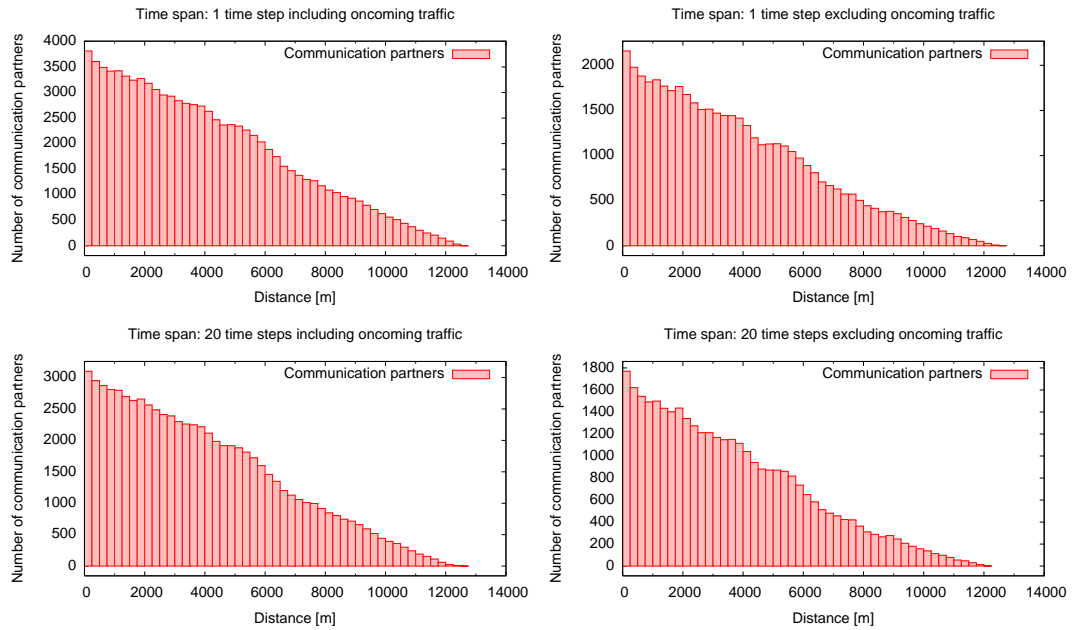 Time span: 1 time step including oncoming traffic
Number of communication partners
4000
3500
3000
2500
2000
1500
1000
500
0
Communication partners
0 2000 4000 6000 8000 10000 12000 14000
Distance [m]
Time span: 1 time step excluding oncoming traffic
Number of communication partners
2000
1500
1000
500
0
Communication partners
0 2000 4000 6000 8000 10000 12000 14000
Distance [m]
Time span: 20 time steps including oncoming traffic
Number of communication partners
3000
2500
2000
1500
1000
500
0
Communication partners
0 2000 4000 6000 8000 10000 12000 14000
Distance [m]
Time span: 20 time steps excluding oncoming traffic
Number of communication partners
1800
1600
1400
1200
1000
800
600
400
200
0
Communication partners
0 2000 4000 6000 8000 10000 12000 14000
Distance [m]